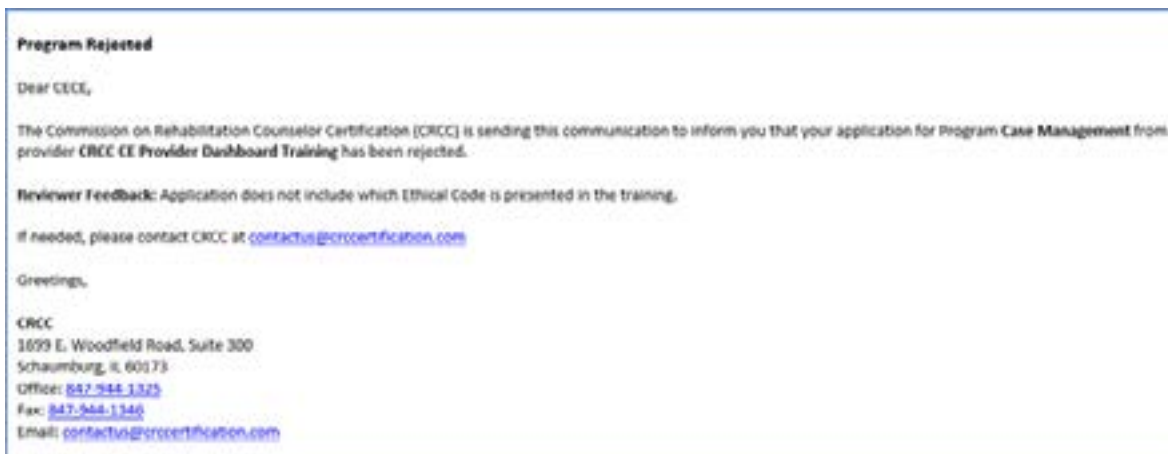 Program Rejected
Dear CECE,
The Commission on Rehabilitation Counselor Certification (CRCC) is sending this communication to inform you that your application for Program Case Management from
provider CRCC CE Provider Dashboard Training has been rejected.
Reviewer Feedback: Application does not include which Ethical Code is presented in the training.
If needed, please contact CRCC at contactus@crccertification.com
Greetings,
CRCC
1699 E. Woodfield Road, Suite 300
Schaumburg, IL 60173
Office: 847-944-1325
Fax: 847-944-1346
Email: contactus@crccertification.com